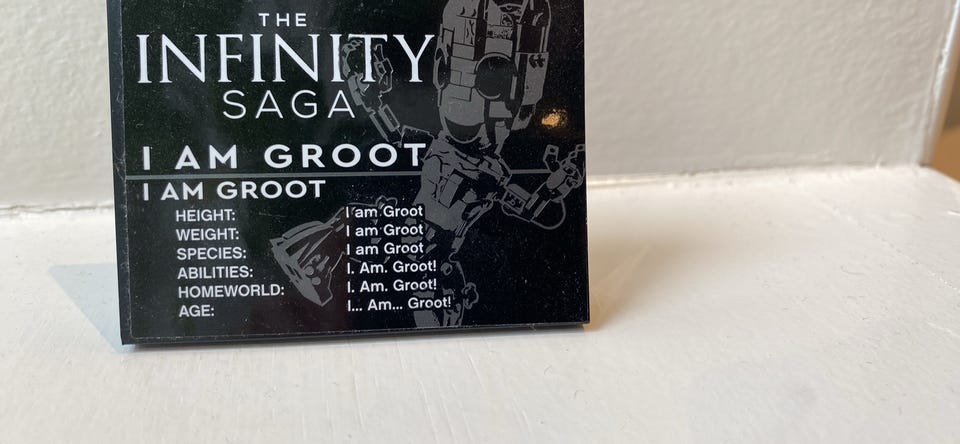 THE
INFINITY
SAGA
I AM GROOT
I AM GROOT
HEIGHT: I am Groot
WEIGHT: I am Groot
SPECIES: I am Groot
ABILITIES: I. Am. Groot!
HOMEWORLD: I. Am. Groot!
AGE: I... Am... Groot!